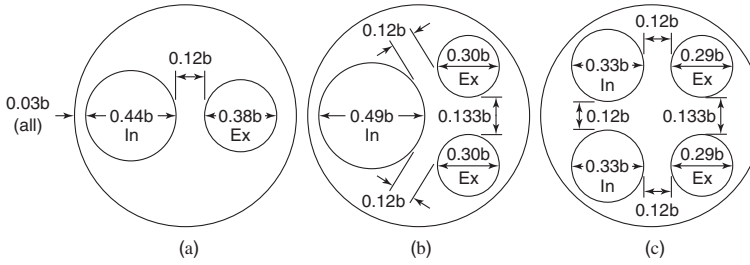 0.12b
0.03b
(all)
0.44b
In
0.38b
Ex
(a)
0.12b
0.30b
Ex
0.49b
In
0.133b
0.30b
Ex
0.12b
(b)
0.12b
0.33b
In
0.29b
Ex
0.12b
0.133b
0.33b
In
0.29b
Ex
0.12b
(c)